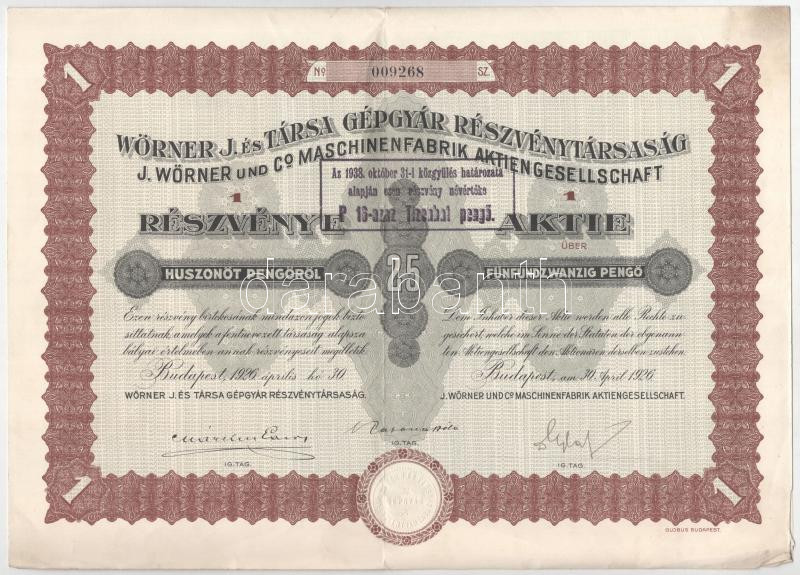 1
1
Nº 009268 SZ.
WÖRNER J. ÉS TÁRSA GÉPGYÁR RÉSZVÉNYTÁRSASÁG
J. WÖRNER UND Cº MASCHINENFABRIK AKTIENGESELLSCHAFT
Az 1938. október 31-i közgyűlés határozata
alapján ezen részvény névértéke
P 16-azaz Tizenhat pengő.
1
1
RÉSZVÉNYE
AKTIE
ÜBER
HUSZONÖT PENGŐRŐL
25
FÜNFUNDZWANZIG PENGŐ
darabanth
Ezen részvény birtokosának mindazon jogok bizto-
sittatnak, amelyek a fentnevezett társaság alapsza-
bályai értelmében annak részvényeseit megilletik.
Budapest, 1926. április hó 30.
WÖRNER J. ÉS TÁRSA GÉPGYÁR RÉSZVÉNYTÁRSASÁG.
Dem Inhaber dieser Aktie werden alle Rechte zu-
gesichert, welche im Sinne der Statuten der obgenann-
ten Aktiengesellschaft den Aktionären derselben zustehen.
Budapest, am 30. April 1926
J. WÖRNER UND Cº MASCHINENFABRIK AKTIENGESELLSCHAFT.
IG. TAG.
IG. TAG.
IG. TAG.
1
1
GLOBUS BUDAPEST.